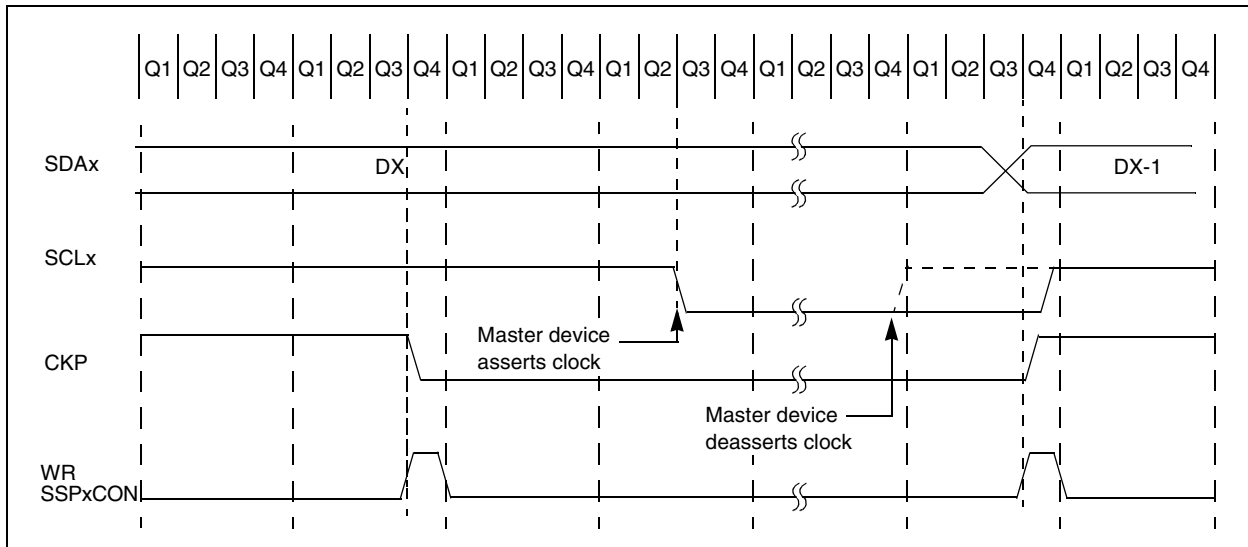 Q1 Q2 Q3 Q4 Q1 Q2 Q3 Q4 Q1 Q2 Q3 Q4 Q1 Q2 Q3 Q4 Q1 Q2 Q3 Q4 Q1 Q2 Q3 Q4 Q1 Q2 Q3 Q4
SDAx
DX
DX-1
SCLx
Master device
asserts clock
CKP
Master device
deasserts clock
WR
SSPxCON